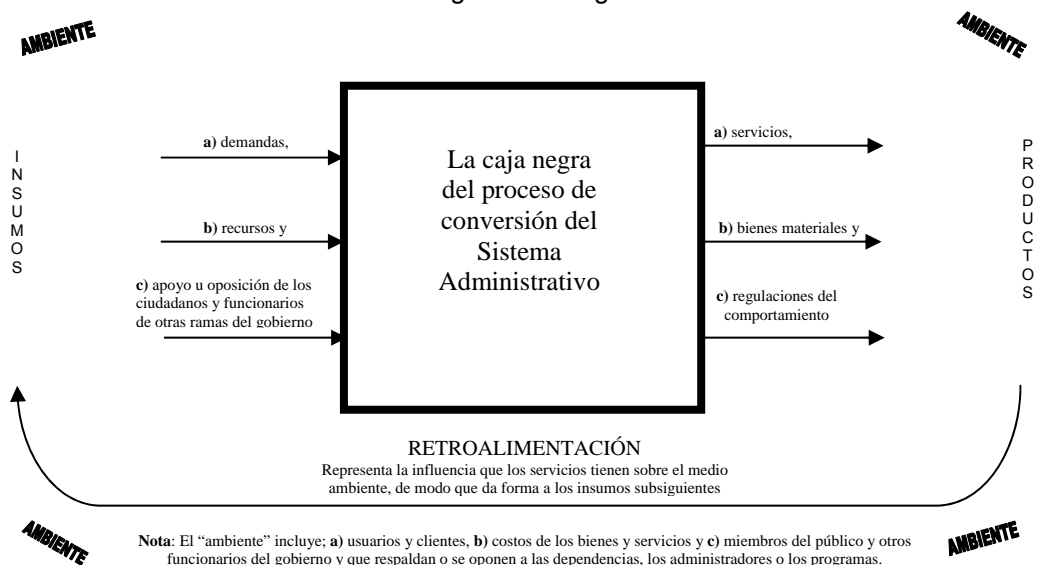 AMBIENTE
AMBIENTE
INSUMOS
a) demandas,
b) recursos y
c) apoyo u oposición de los
ciudadanos y funcionarios
de otras ramas del gobierno
La caja negra
del proceso de
conversión del
Sistema
Administrativo
a) servicios,
b) bienes materiales y
c) regulaciones del
comportamiento
PRODUCTOS
RETROALIMENTACIÓN
Representa la influencia que los servicios tienen sobre el medio
ambiente, de modo que da forma a los insumos subsiguientes
AMBIENTE
AMBIENTE
Nota: El “ambiente” incluye; a) usuarios y clientes, b) costos de los bienes y servicios y c) miembros del público y otros
funcionarios del gobierno y que respaldan o se oponen a las dependencias, los administradores o los programas.